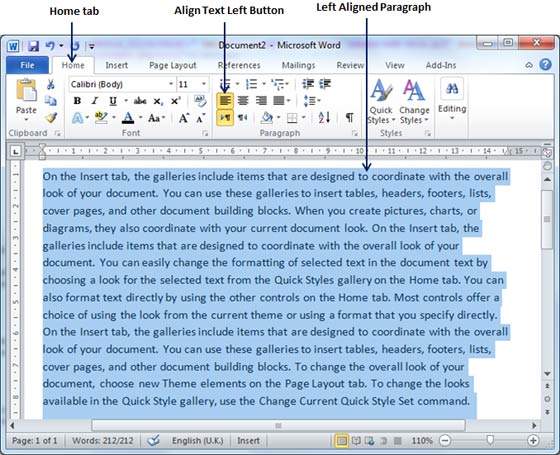 Home tab
Align Text Left Button
Left Aligned Paragraph
Document2 - Microsoft Word
File Home Insert Page Layout References Mailings Review View Add-Ins
Calibri (Body) 11
Paste
B I U abc x₂ x²
Quick Styles
Change Styles
Editing
Clipboard Font Paragraph Styles
On the Insert tab, the galleries include items that are designed to coordinate with the overall
look of your document. You can use these galleries to insert tables, headers, footers, lists,
cover pages, and other document building blocks. When you create pictures, charts, or
diagrams, they also coordinate with your current document look. On the Insert tab, the
galleries include items that are designed to coordinate with the overall look of your
document. You can easily change the formatting of selected text in the document text by
choosing a look for the selected text from the Quick Styles gallery on the Home tab. You can
also format text directly by using the other controls on the Home tab. Most controls offer a
choice of using the look from the current theme or using a format that you specify directly.
On the Insert tab, the galleries include items that are designed to coordinate with the overall
look of your document. You can use these galleries to insert tables, headers, footers, lists,
cover pages, and other document building blocks. To change the overall look of your
document, choose new Theme elements on the Page Layout tab. To change the looks
available in the Quick Style gallery, use the Change Current Quick Style Set command.
Page: 1 of 1 Words: 212/212 English (U.K.) Insert 110%